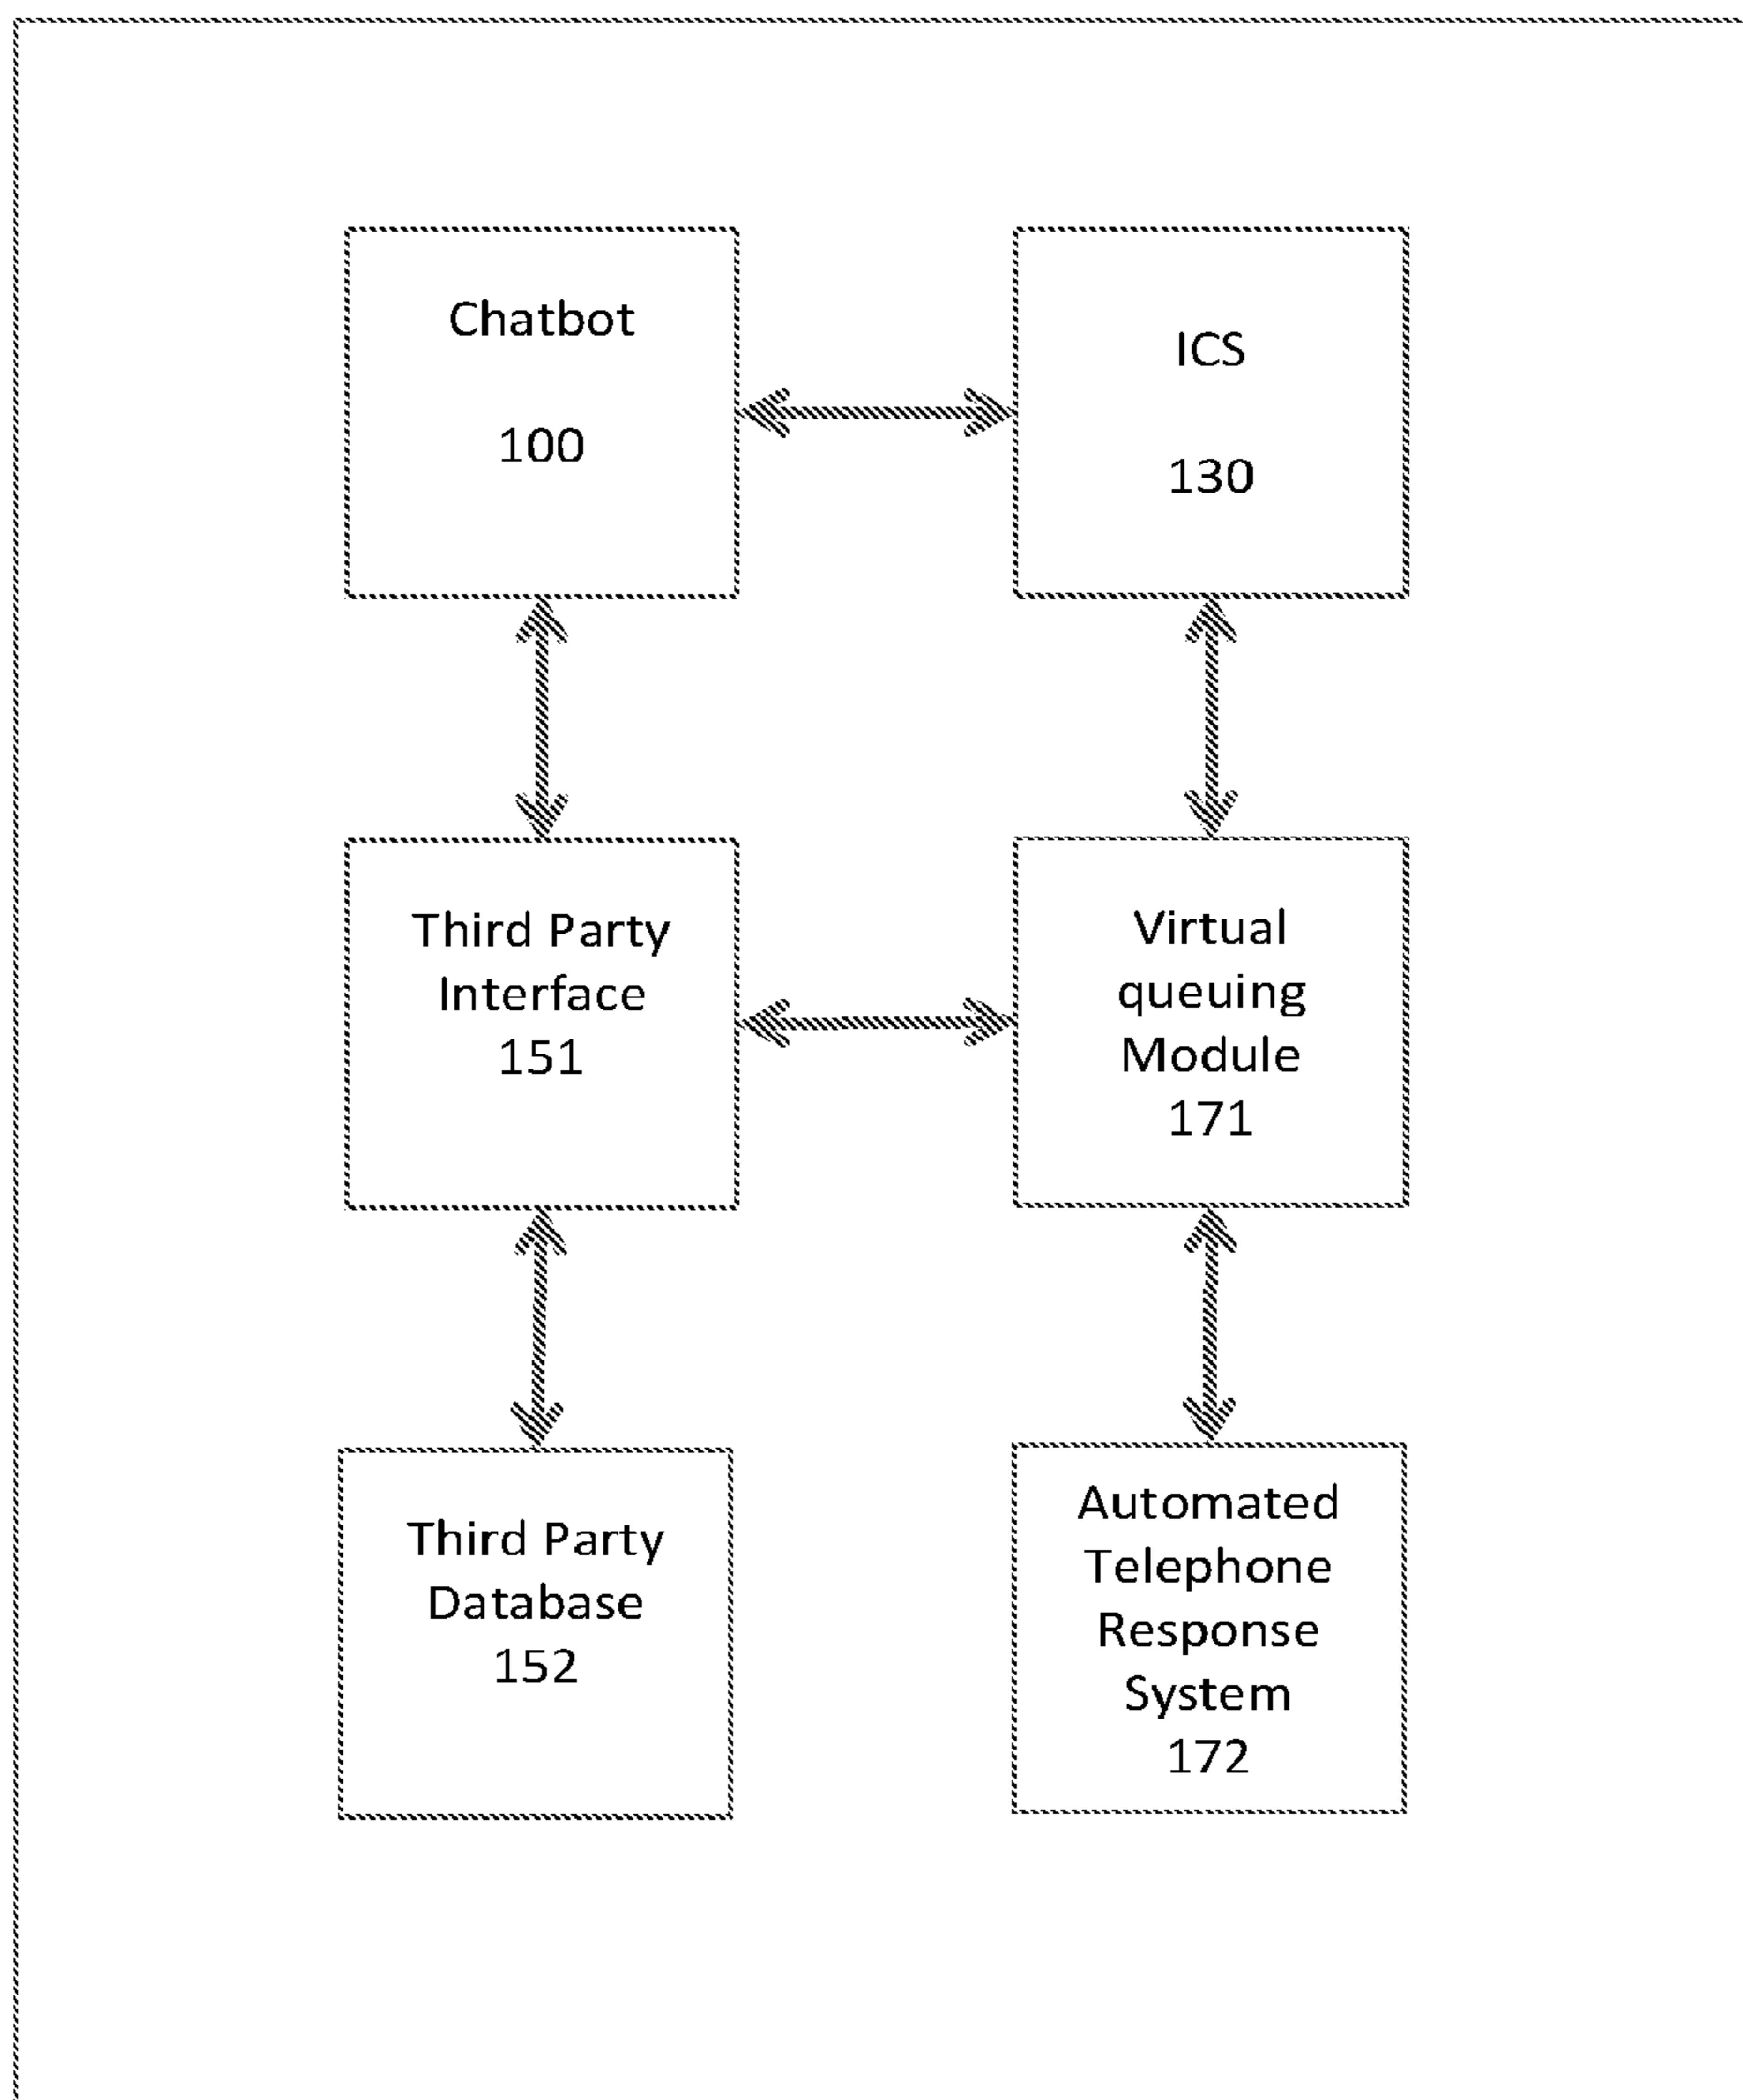 Chatbot
100
ICS
130
Third Party
Interface
151
Virtual
queuing
Module
171
Third Party
Database
152
Automated
Telephone
Response
System
172